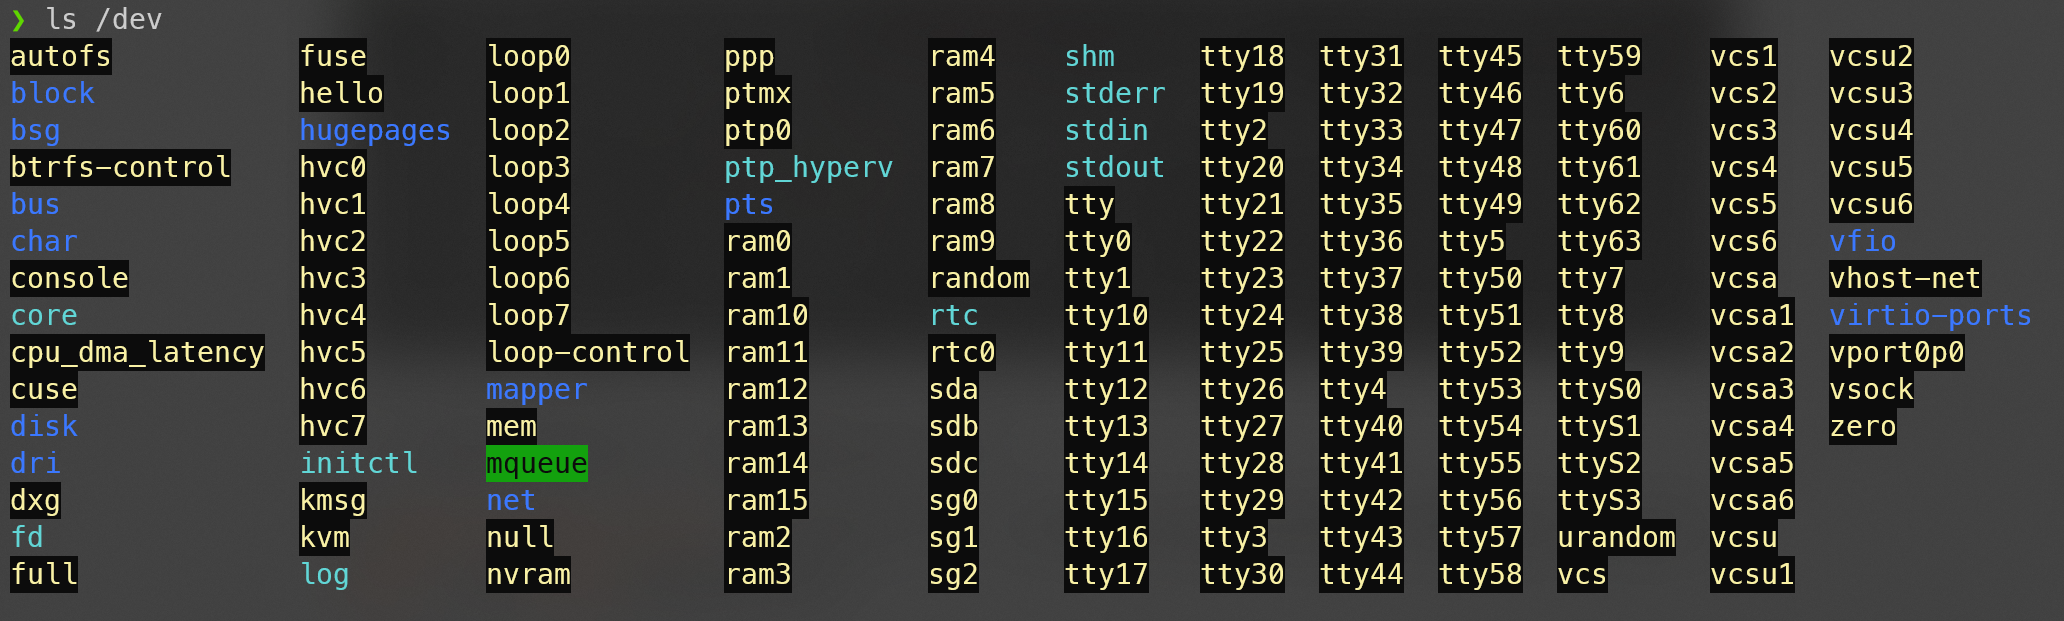 ❯ ls /dev
autofs fuse loop0 ppp ram4 shm tty18 tty31 tty45 tty59 vcs1 vcsu2
block hello loop1 ptmx ram5 stderr tty19 tty32 tty46 tty6 vcs2 vcsu3
bsg hugepages loop2 ptp0 ram6 stdin tty2 tty33 tty47 tty60 vcs3 vcsu4
btrfs-control hvc0 loop3 ptp_hyperv ram7 stdout tty20 tty34 tty48 tty61 vcs4 vcsu5
bus hvc1 loop4 pts ram8 tty tty21 tty35 tty49 tty62 vcs5 vcsu6
char hvc2 loop5 ram0 ram9 tty0 tty22 tty36 tty5 tty63 vcs6 vfio
console hvc3 loop6 ram1 random tty1 tty23 tty37 tty50 tty7 vcsa vhost-net
core hvc4 loop7 ram10 rtc tty10 tty24 tty38 tty51 tty8 vcsa1 virtio-ports
cpu_dma_latency hvc5 loop-control ram11 rtc0 tty11 tty25 tty39 tty52 tty9 vcsa2 vport0p0
cuse hvc6 mapper ram12 sda tty12 tty26 tty4 tty53 ttyS0 vcsa3 vsock
disk hvc7 mem ram13 sdb tty13 tty27 tty40 tty54 ttyS1 vcsa4 zero
dri initctl mqueue ram14 sdc tty14 tty28 tty41 tty55 ttyS2 vcsa5
dxg kmsg net ram15 sg0 tty15 tty29 tty42 tty56 ttyS3 vcsa6
fd kvm null ram2 sg1 tty16 tty3 tty43 tty57 urandom vcsu
full log nvram ram3 sg2 tty17 tty30 tty44 tty58 vcs vcsu1